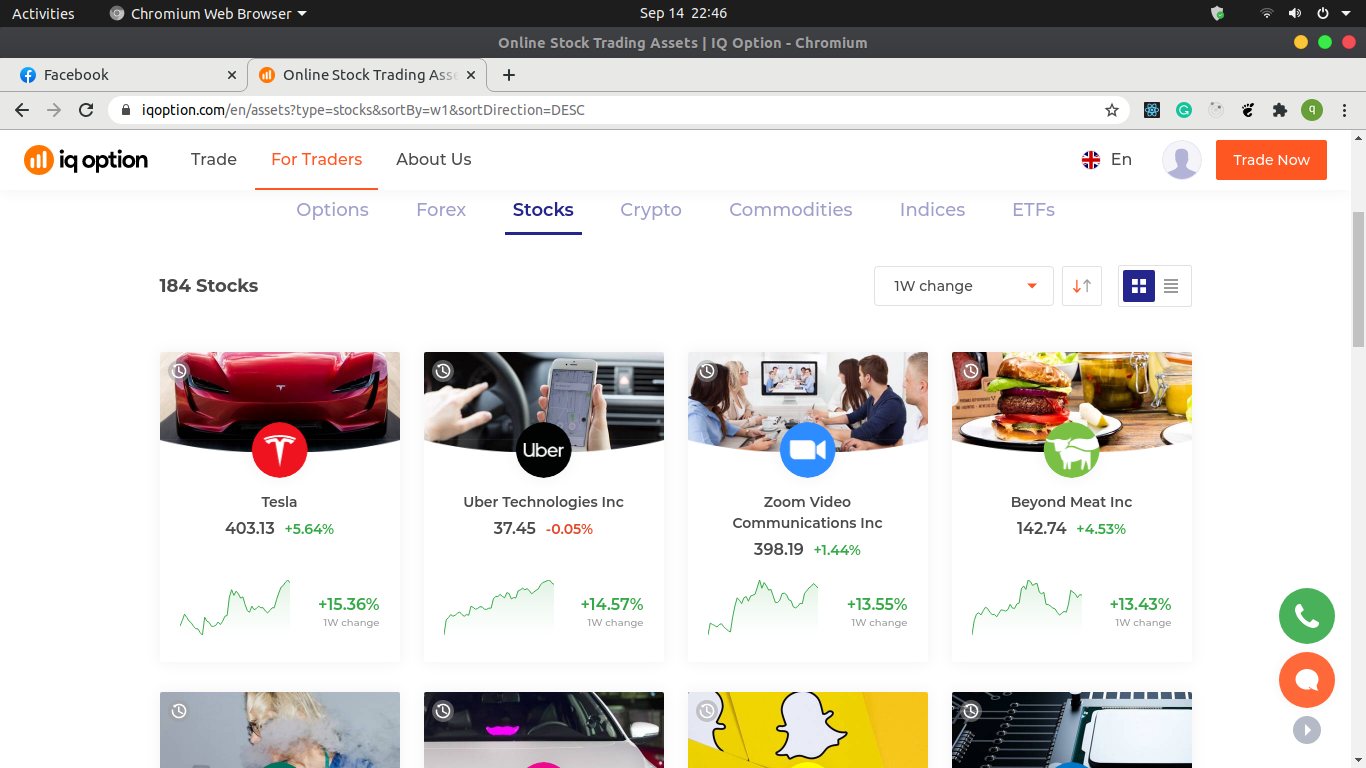 Activities Chromium Web Browser Sep 14 22:46
Online Stock Trading Assets | IQ Option - Chromium
Facebook Online Stock Trading Asse
iqoption.com/en/assets?type=stocks&sortBy=w1&sortDirection=DESC q
iq option Trade For Traders About Us En Trade Now
Options Forex Stocks Crypto Commodities Indices ETFs
184 Stocks 1W change
Uber
Tesla
403.13 +5.64%
+15.36%
1W change
Uber Technologies Inc
37.45 -0.05%
+14.57%
1W change
Zoom Video
Communications Inc
398.19 +1.44%
+13.55%
1W change
Beyond Meat Inc
142.74 +4.53%
+13.43%
1W change